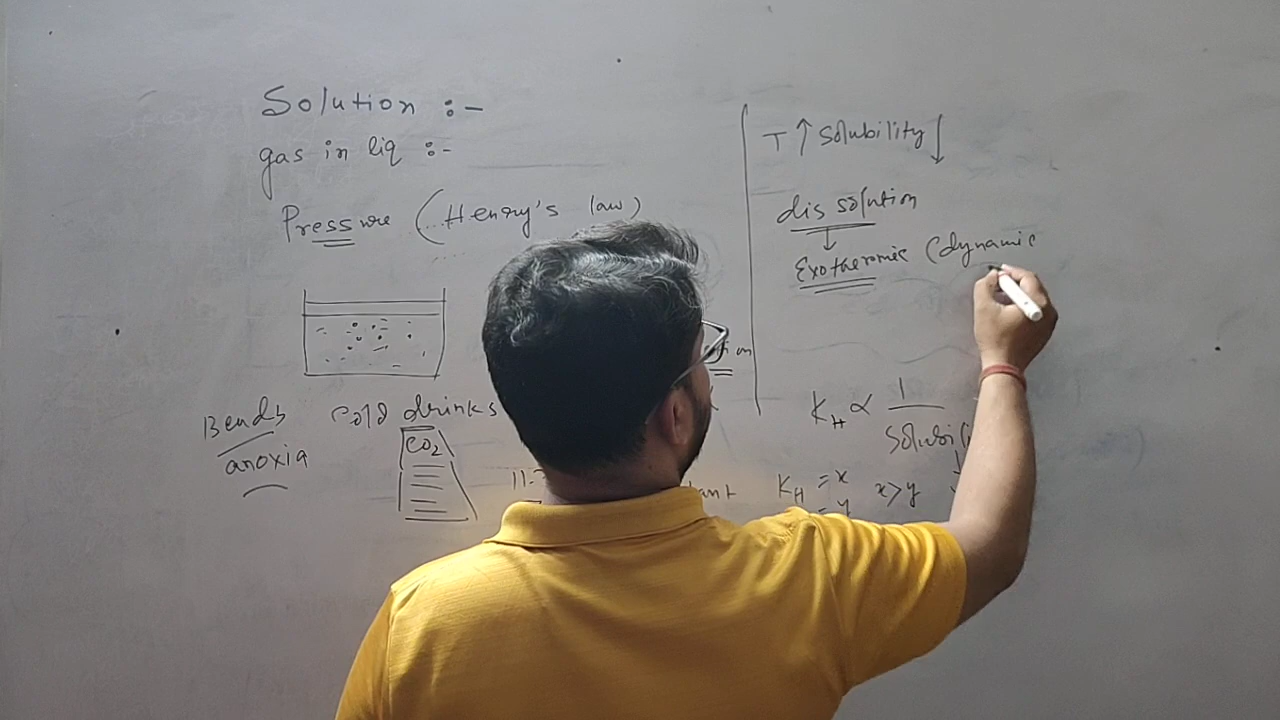 Solution :-
gas in liq :-
Pressure (Henry's law)
Bends
anoxia
Cold drinks
CO2
T ↑ Solubility ↓
dissolution
↓
Exothermic (dynamic
KH ∝ 1
KH = x x>y
= y